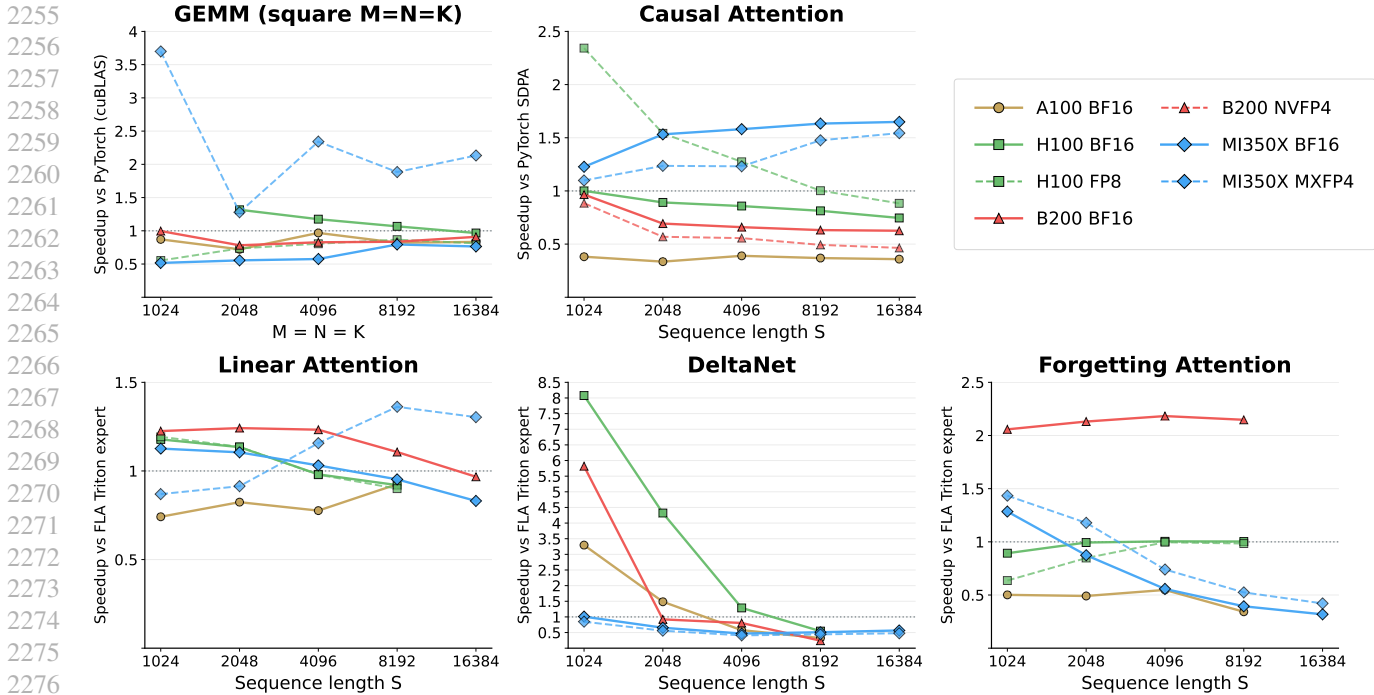 2255
2256
2257
2258
2259
2260
2261
2262
2263
2264
2265
2266
2267
2268
2269
2270
2271
2272
2273
2274
2275
2276
GEMM (square M=N=K)
Speedup vs PyTorch (cuBLAS)
4
3.5
3
2.5
2
1.5
1
0.5
1024 2048 4096 8192 16384
M = N = K
Causal Attention
Speedup vs PyTorch SDPA
2.5
2
1.5
1
0.5
1024 2048 4096 8192 16384
Sequence length S
A100 BF16
H100 BF16
H100 FP8
B200 BF16
B200 NVFP4
MI350X BF16
MI350X MXFP4
Linear Attention
Speedup vs FLA Triton expert
1.5
1
0.5
1024 2048 4096 8192 16384
Sequence length S
DeltaNet
Speedup vs FLA Triton expert
8.5
8
7.5
7
6.5
6
5.5
5
4.5
4
3.5
3
2.5
2
1.5
1
0.5
1024 2048 4096 8192 16384
Sequence length S
Forgetting Attention
Speedup vs FLA Triton expert
2.5
2
1.5
1
0.5
1024 2048 4096 8192 16384
Sequence length S